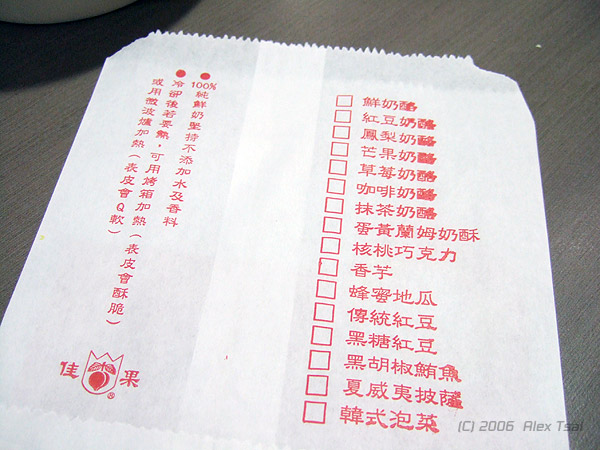 ● 100%純鮮奶堅持不添加水及香料
● 冷卻後若要熱，可用烤箱加熱（表皮會酥脆）
或用微波爐加熱（表皮會Q軟）
佳果
®
□ 鮮奶酪
□ 紅豆奶酪
□ 鳳梨奶酪
□ 芒果奶酪
□ 草莓奶酪
□ 咖啡奶酪
□ 抹茶奶酪
□ 蛋黃蘭姆奶酥
□ 核桃巧克力
□ 香芋
□ 蜂蜜地瓜
□ 傳統紅豆
□ 黑糖紅豆
□ 黑胡椒鮪魚
□ 夏威夷披薩
□ 韓式泡菜
(C) 2006 Alex Tsai